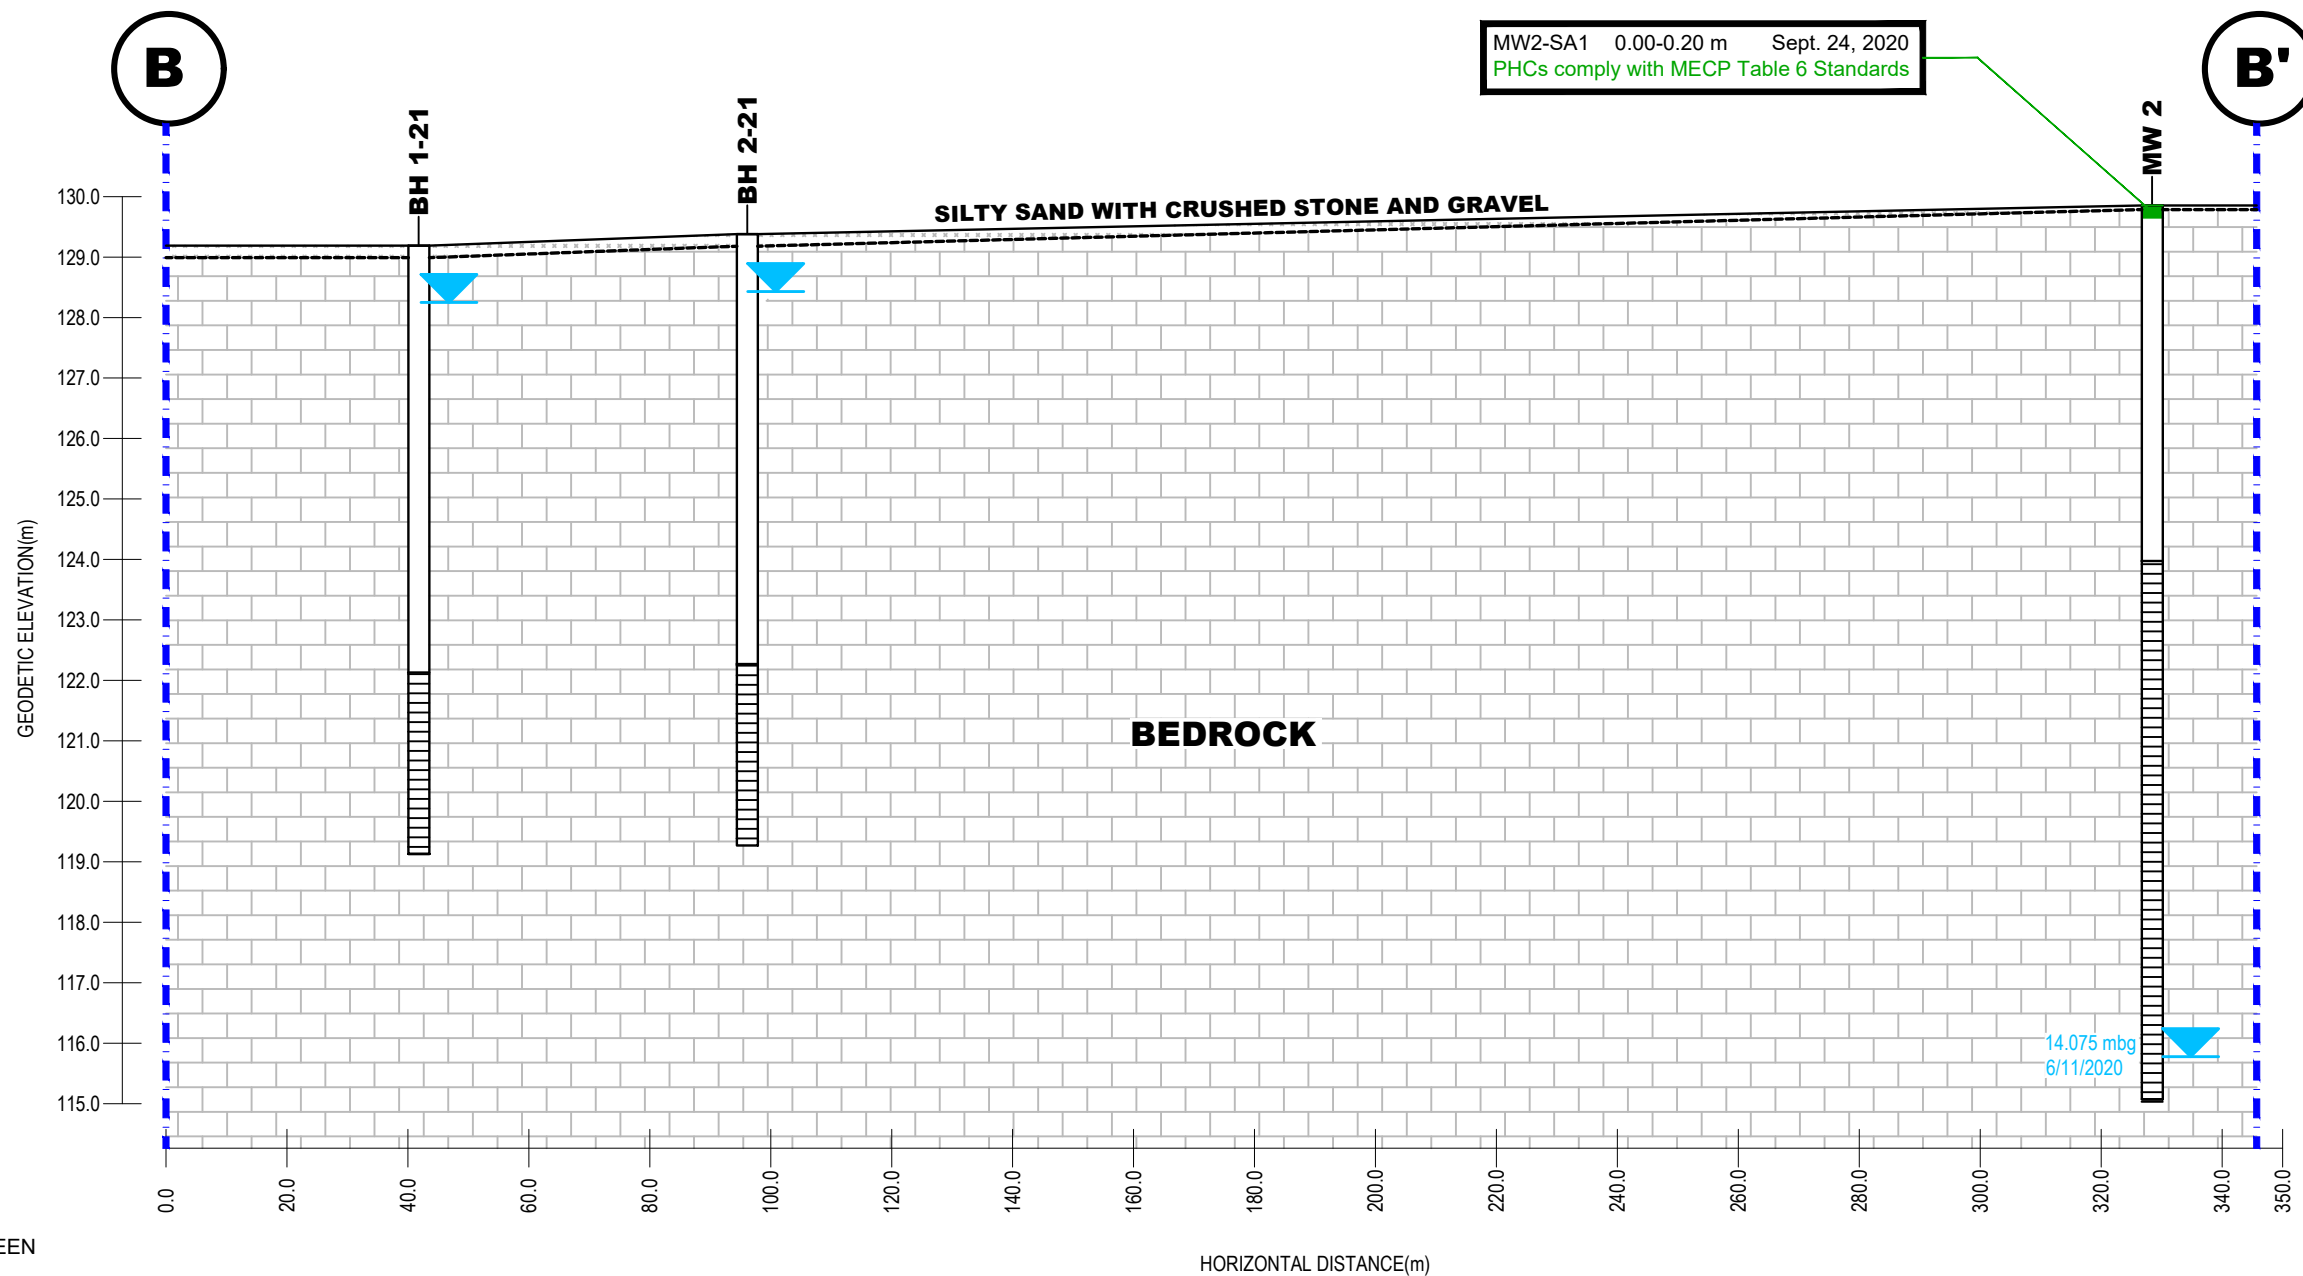 B
B'
MW2-SA1 0.00-0.20 m Sept. 24, 2020
PHCs comply with MECP Table 6 Standards
BH 1-21
BH 2-21
MW 2
SILTY SAND WITH CRUSHED STONE AND GRAVEL
130.0
129.0
128.0
127.0
126.0
125.0
124.0
123.0
122.0
121.0
120.0
119.0
118.0
117.0
116.0
115.0
GEODETIC ELEVATION(m)
BEDROCK
14.075 mbg
6/11/2020
0.0
20.0
40.0
60.0
80.0
100.0
120.0
140.0
160.0
180.0
200.0
220.0
240.0
260.0
280.0
300.0
320.0
340.0
350.0
EEN
HORIZONTAL DISTANCE(m)